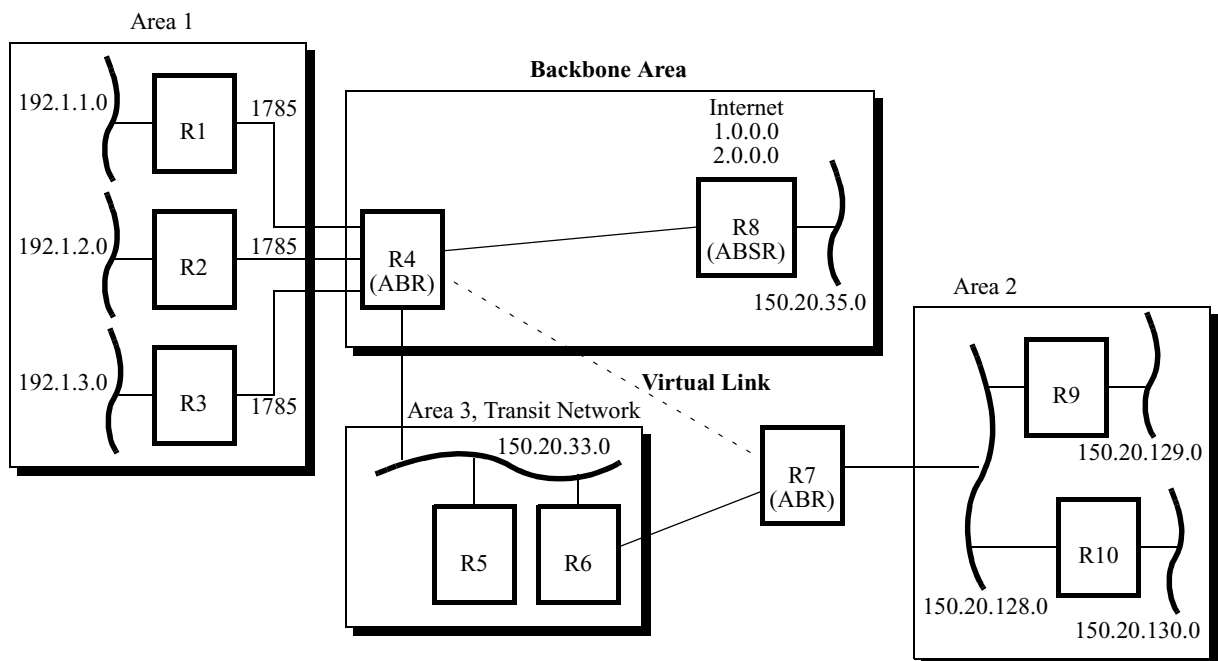 Area 1
192.1.1.0
R1
1785
192.1.2.0
R2
1785
192.1.3.0
R3
1785
Backbone Area
Internet
1.0.0.0
2.0.0.0
R4
(ABR)
R8
(ABSR)
150.20.35.0
Virtual Link
Area 3, Transit Network
150.20.33.0
R5
R6
R7
(ABR)
Area 2
R9
150.20.129.0
R10
150.20.128.0
150.20.130.0